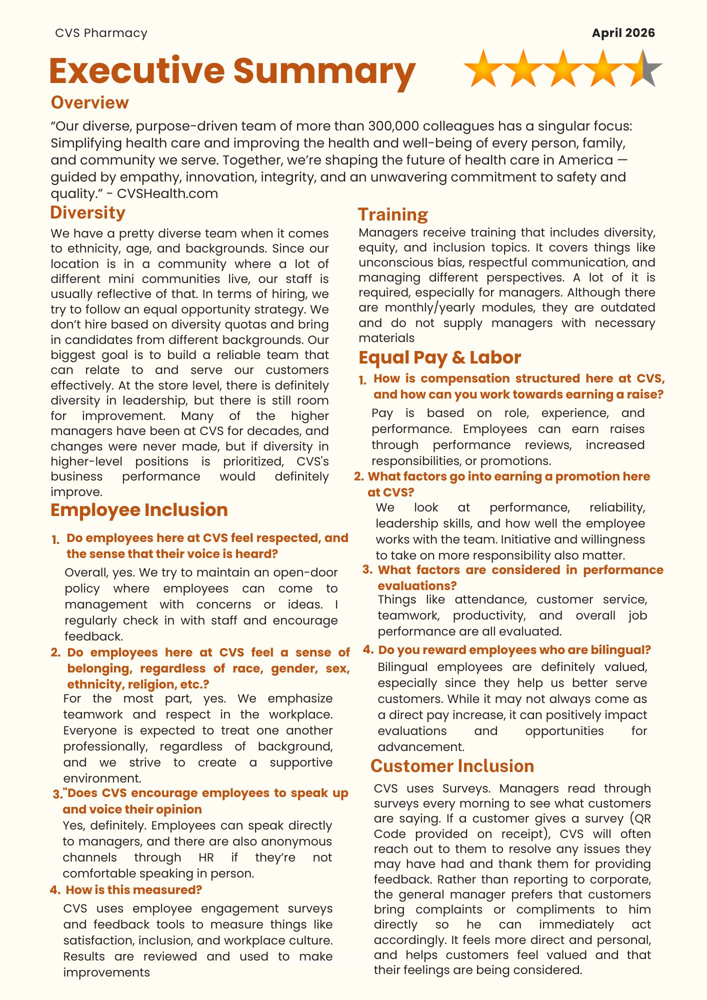 CVS Pharmacy
April 2026
Executive Summary
Overview
“Our diverse, purpose-driven team of more than 300,000 colleagues has a singular focus:
Simplifying health care and improving the health and well-being of every person, family,
and community we serve. Together, we’re shaping the future of health care in America —
guided by empathy, innovation, integrity, and an unwavering commitment to safety and
quality.” - CVSHealth.com
Diversity
We have a pretty diverse team when it comes
to ethnicity, age, and backgrounds. Since our
location is in a community where a lot of
different mini communities live, our staff is
usually reflective of that. In terms of hiring, we
try to follow an equal opportunity strategy. We
don’t hire based on diversity quotas and bring
in candidates from different backgrounds. Our
biggest goal is to build a reliable team that
can relate to and serve our customers
effectively. At the store level, there is definitely
diversity in leadership, but there is still room
for improvement. Many of the higher
managers have been at CVS for decades, and
changes were never made, but if diversity in
higher-level positions is prioritized, CVS's
business performance would definitely
improve.
Employee Inclusion
1. Do employees here at CVS feel respected, and
the sense that their voice is heard?
Overall, yes. We try to maintain an open-door
policy where employees can come to
management with concerns or ideas. I
regularly check in with staff and encourage
feedback.
2. Do employees here at CVS feel a sense of
belonging, regardless of race, gender, sex,
ethnicity, religion, etc.?
For the most part, yes. We emphasize
teamwork and respect in the workplace.
Everyone is expected to treat one another
professionally, regardless of background,
and we strive to create a supportive
environment.
3."Does CVS encourage employees to speak up
and voice their opinion
Yes, definitely. Employees can speak directly
to managers, and there are also anonymous
channels through HR if they’re not
comfortable speaking in person.
4. How is this measured?
CVS uses employee engagement surveys
and feedback tools to measure things like
satisfaction, inclusion, and workplace culture.
Results are reviewed and used to make
improvements
Training
Managers receive training that includes diversity,
equity, and inclusion topics. It covers things like
unconscious bias, respectful communication, and
managing different perspectives. A lot of it is
required, especially for managers. Although there
are monthly/yearly modules, they are outdated
and do not supply managers with necessary
materials
Equal Pay & Labor
1. How is compensation structured here at CVS,
and how can you work towards earning a raise?
Pay is based on role, experience, and
performance. Employees can earn raises
through performance reviews, increased
responsibilities, or promotions.
2. What factors go into earning a promotion here
at CVS?
We look at performance, reliability,
leadership skills, and how well the employee
works with the team. Initiative and willingness
to take on more responsibility also matter.
3. What factors are considered in performance
evaluations?
Things like attendance, customer service,
teamwork, productivity, and overall job
performance are all evaluated.
4. Do you reward employees who are bilingual?
Bilingual employees are definitely valued,
especially since they help us better serve
customers. While it may not always come as
a direct pay increase, it can positively impact
evaluations and opportunities for
advancement.
Customer Inclusion
CVS uses Surveys. Managers read through
surveys every morning to see what customers
are saying. If a customer gives a survey (QR
Code provided on receipt), CVS will often
reach out to them to resolve any issues they
may have had and thank them for providing
feedback. Rather than reporting to corporate,
the general manager prefers that customers
bring complaints or compliments to him
directly so he can immediately act
accordingly. It feels more direct and personal,
and helps customers feel valued and that
their feelings are being considered.